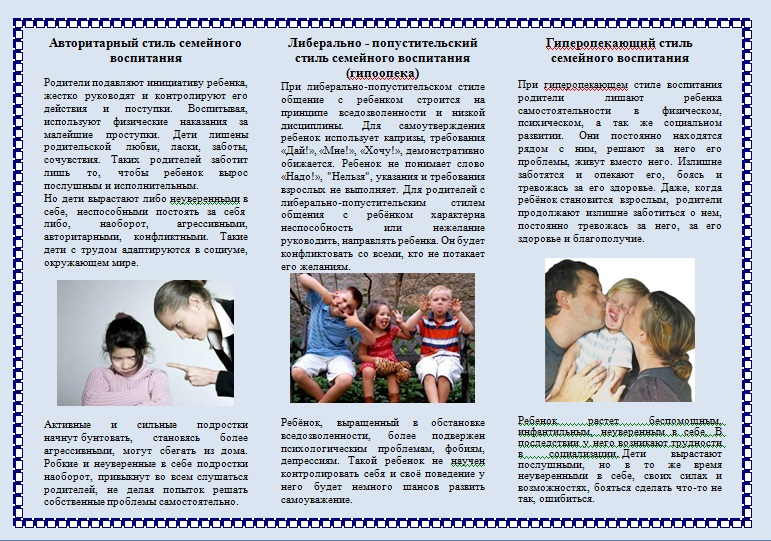 Авторитарный стиль семейного
воспитания
Родители подавляют инициативу ребенка,
жестко руководят и контролируют его
действия и поступки. Воспитывая,
используют физические наказания за
малейшие проступки. Дети лишены
родительской любви, ласки, заботы,
сочувствия. Таких родителей заботит
лишь то, чтобы ребенок вырос
послушным и исполнительным.
Но дети вырастают либо неуверенными в
себе, неспособными постоять за себя
либо, наоборот, агрессивными,
авторитарными, конфликтными. Такие
дети с трудом адаптируются в социуме,
окружающем мире.
Активные и сильные подростки
начнут бунтовать, становясь более
агрессивными, могут сбегать из дома.
Робкие и неуверенные в себе подростки
наоборот, привыкнут во всем слушаться
родителей, не делая попыток решать
собственные проблемы самостоятельно.
Либерально - попустительский
стиль семейного воспитания
(гипоопека)
При либерально-попустительском стиле
общение с ребенком строится на
принципе вседозволенности и низкой
дисциплины. Для самоутверждения
ребенок использует капризы, требования
«Дай!», «Мне!», «Хочу!», демонстративно
обижается. Ребенок не понимает слово
«Надо!», "Нельзя", указания и требования
взрослых не выполняет. Для родителей с
либерально-попустительским стилем
общения с ребёнком характерна
неспособность или нежелание
руководить, направлять ребенка. Он будет
конфликтовать со всеми, кто не потакает
его желаниям.
Ребёнок, выращенный в обстановке
вседозволенности, более подвержен
психологическим проблемам, фобиям,
депрессиям. Такой ребенок не научен
контролировать себя и своё поведение у
него будет немного шансов развить
самоуважение.
Гиперопекающий стиль
семейного воспитания
При гиперопекающем стиле воспитания
родители лишают ребенка
самостоятельности в физическом,
психическом, а так же социальном
развитии. Они постоянно находятся
рядом с ним, решают за него его
проблемы, живут вместо него. Излишне
заботятся и опекают его, боясь и
тревожась за его здоровье. Даже, когда
ребёнок становится взрослым, родители
продолжают излишне заботиться о нем,
постоянно тревожась за него, за его
здоровье и благополучие.
Ребенок растет беспомощным,
инфантильным, неуверенным в себе. В
последствии у него возникают трудности
в социализации. Дети вырастают
послушными, но в то же время
неуверенными в себе, своих силах и
возможностях, бояться сделать что-то не
так, ошибиться.